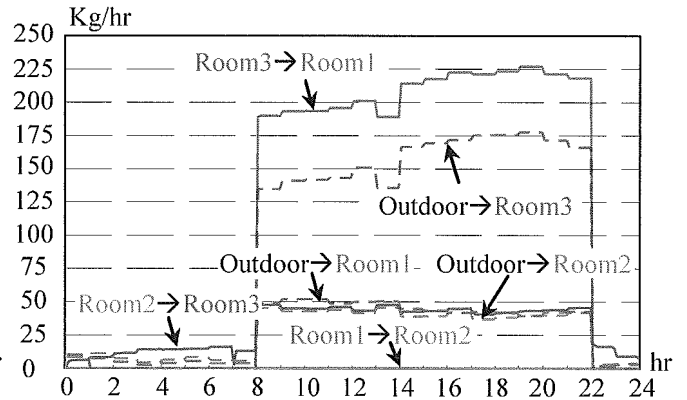 Kg/hr
250
225
200
175
150
125
100
75
50
25
0
Room3→Room1
Outdoor→Room3
Outdoor→Room1 Outdoor→Room2
Room2→Room3
Room1→Room2
0 2 4 6 8 10 12 14 16 18 20 22 24
hr